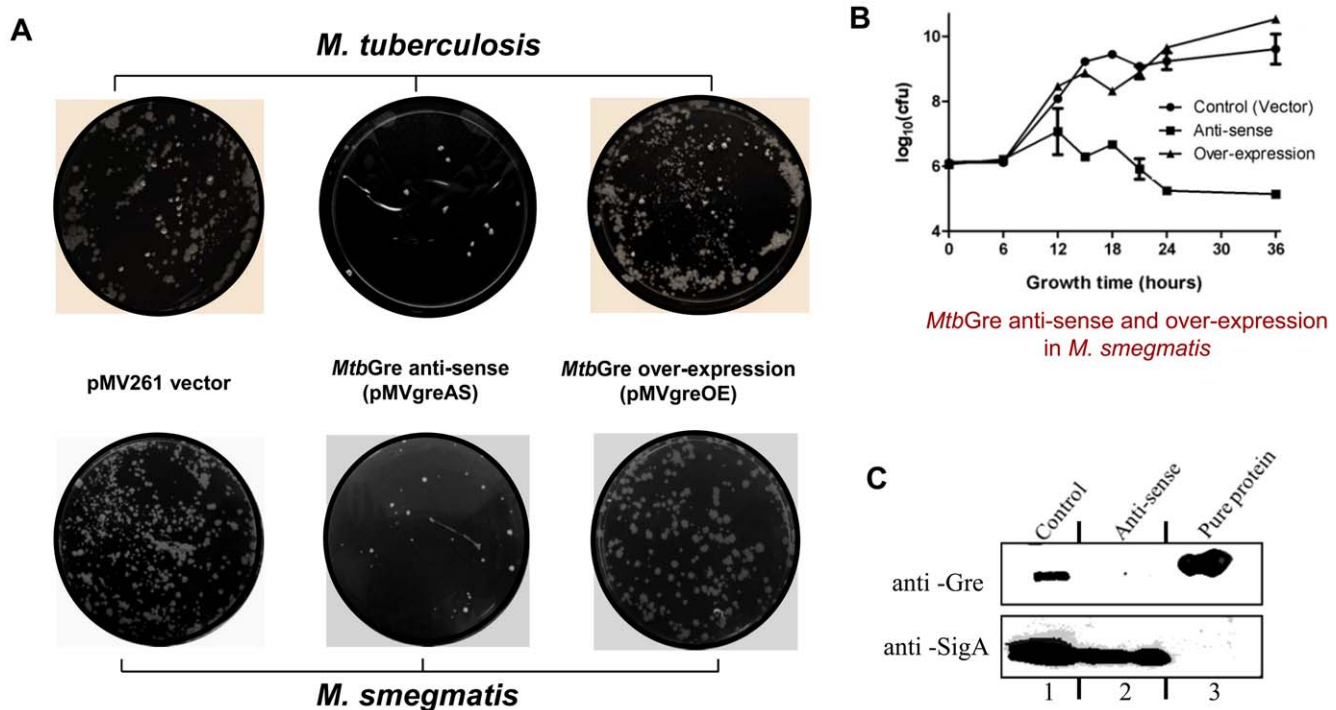 A
M. tuberculosis
pMV261 vector
MtbGre anti-sense
(pMVgreAS)
MtbGre over-expression
(pMVgreOE)
M. smegmatis
B
log10(cfu)
10
8
6
4
Control (Vector)
Anti-sense
Over-expression
0 6 12 18 24 30 36
Growth time (hours)
MtbGre anti-sense and over-expression
in M. smegmatis
C
Control
Anti-sense
Pure protein
anti -Gre
anti -SigA
1 2 3